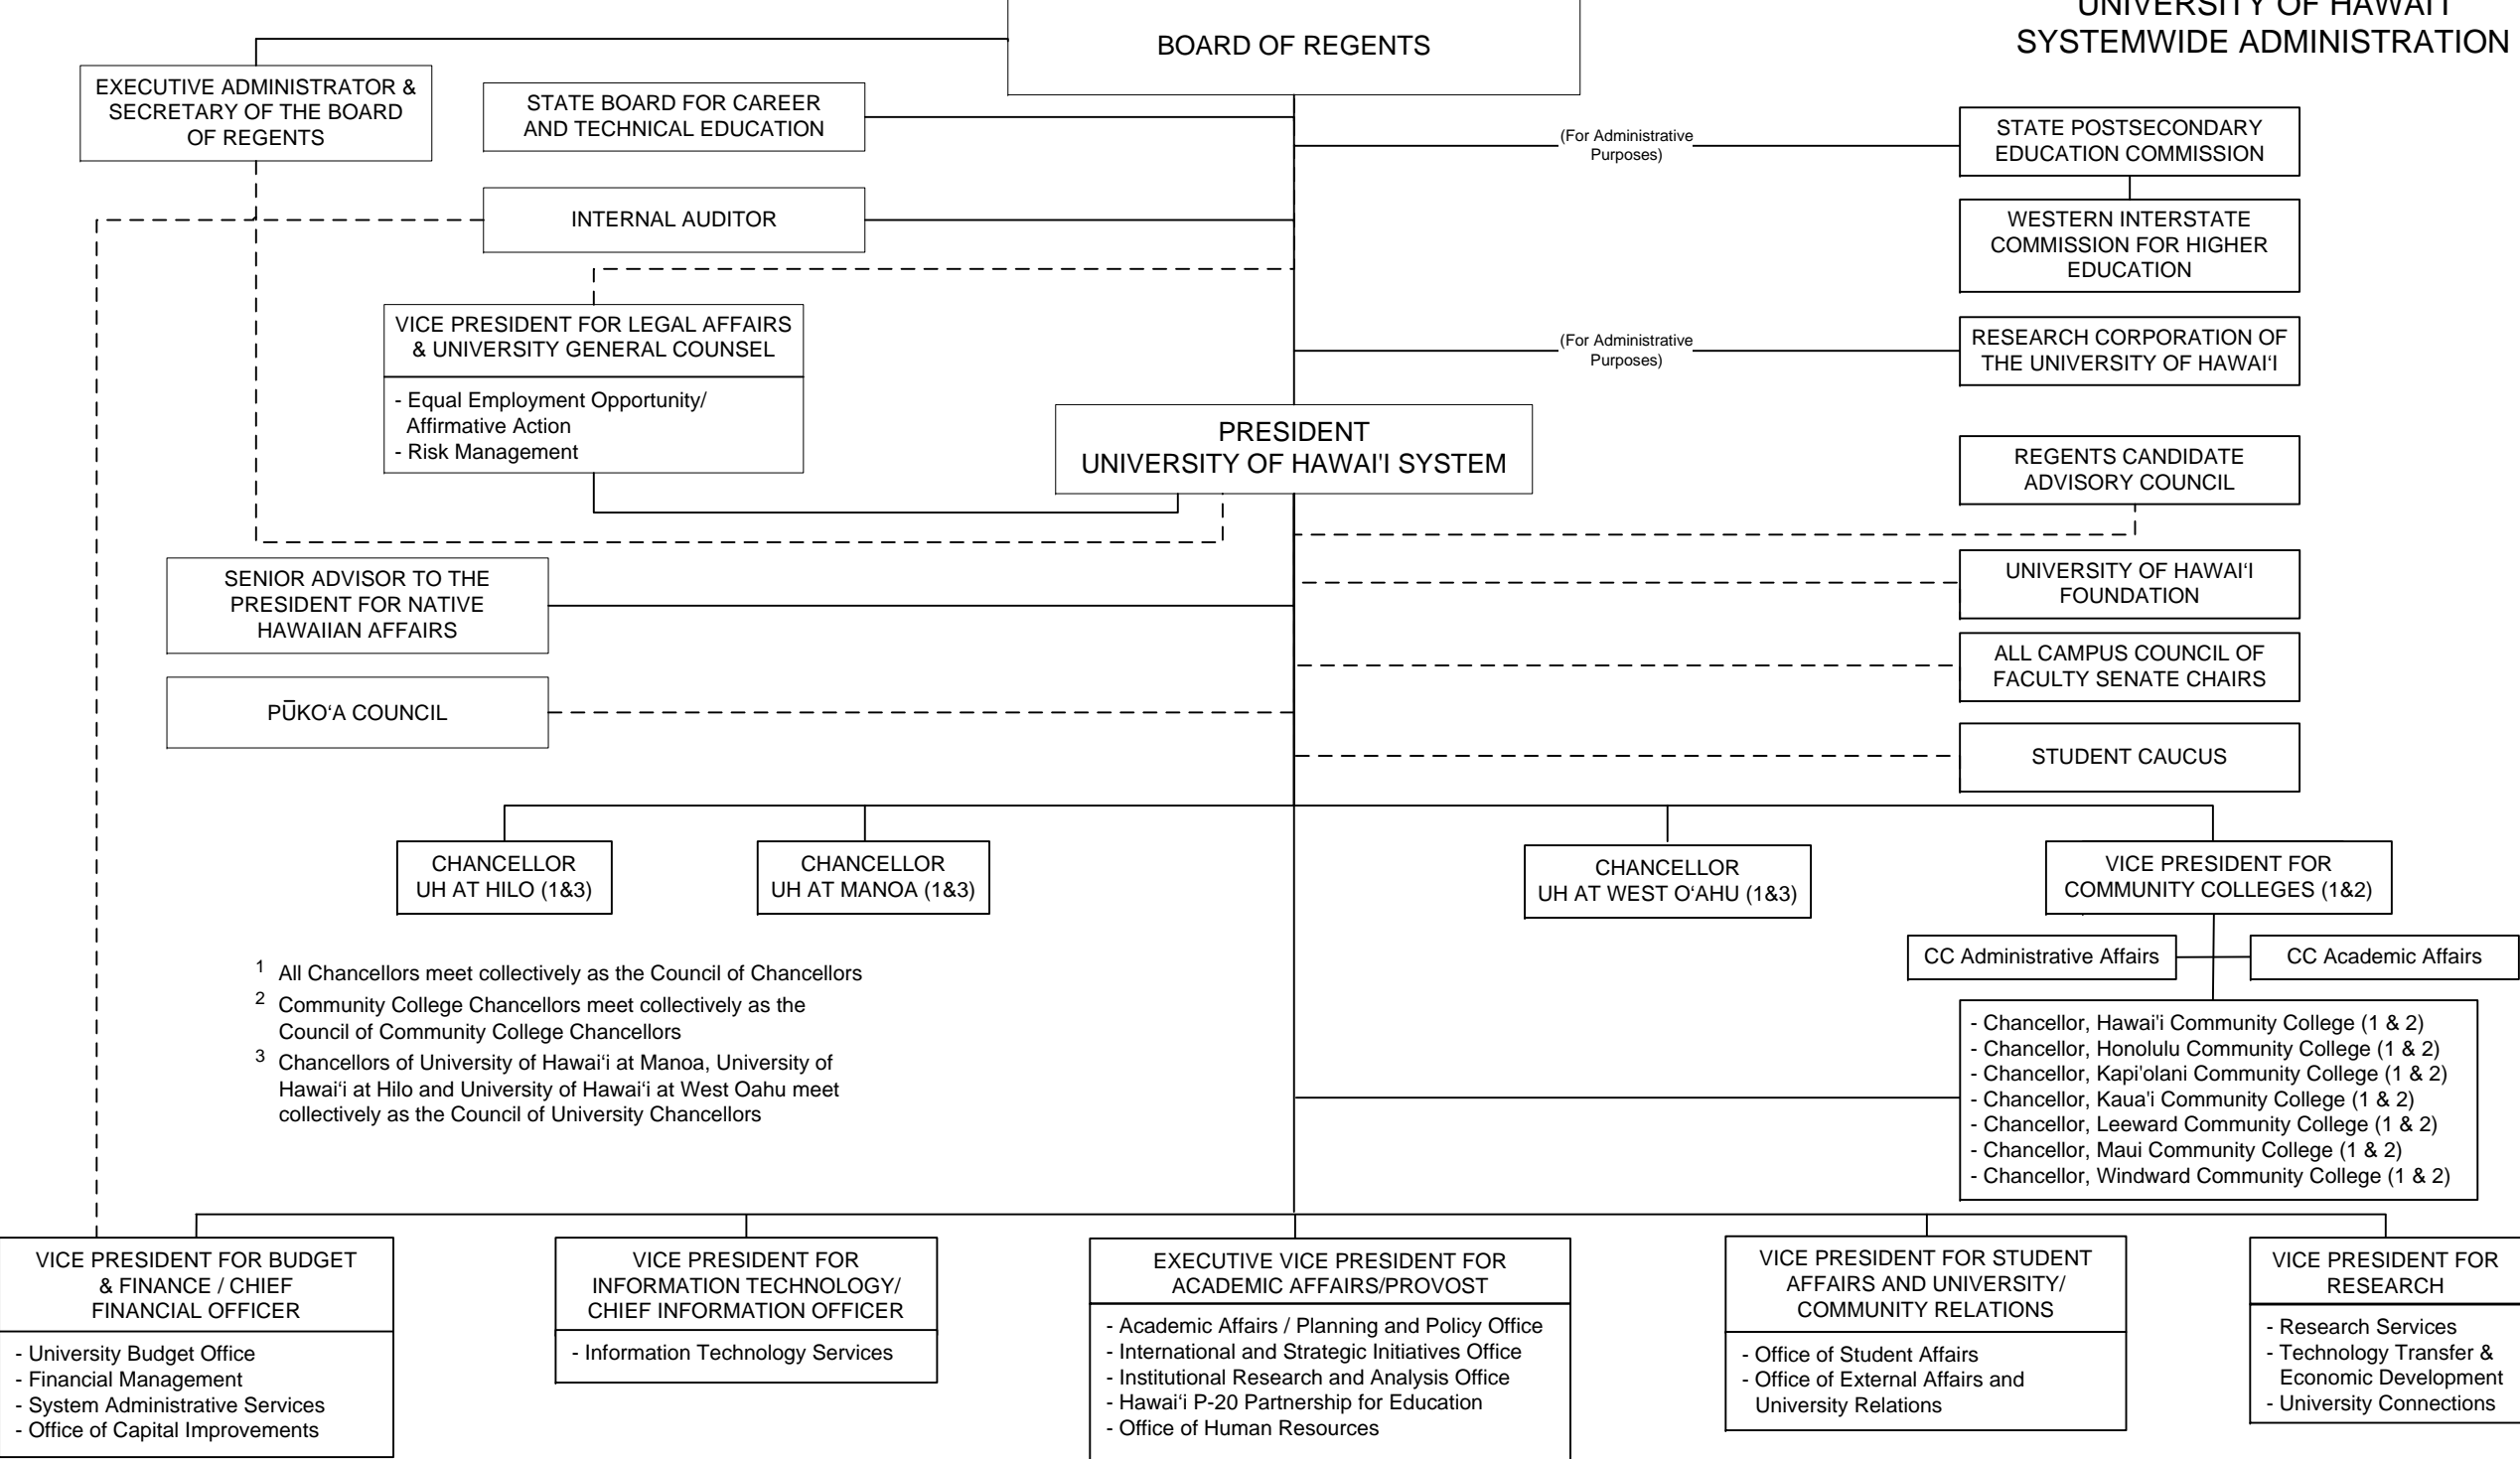 UNIVERSITY OF HAWAI'I
SYSTEMWIDE ADMINISTRATION
BOARD OF REGENTS
EXECUTIVE ADMINISTRATOR &
SECRETARY OF THE BOARD
OF REGENTS
STATE BOARD FOR CAREER
AND TECHNICAL EDUCATION
(For Administrative
Purposes)
STATE POSTSECONDARY
EDUCATION COMMISSION
INTERNAL AUDITOR
WESTERN INTERSTATE
COMMISSION FOR HIGHER
EDUCATION
VICE PRESIDENT FOR LEGAL AFFAIRS
& UNIVERSITY GENERAL COUNSEL
- Equal Employment Opportunity/
Affirmative Action
- Risk Management
(For Administrative
Purposes)
RESEARCH CORPORATION OF
THE UNIVERSITY OF HAWAI‘I
PRESIDENT
UNIVERSITY OF HAWAI'I SYSTEM
REGENTS CANDIDATE
ADVISORY COUNCIL
SENIOR ADVISOR TO THE
PRESIDENT FOR NATIVE
HAWAIIAN AFFAIRS
UNIVERSITY OF HAWAI‘I
FOUNDATION
ALL CAMPUS COUNCIL OF
FACULTY SENATE CHAIRS
PŪKO‘A COUNCIL
STUDENT CAUCUS
CHANCELLOR
UH AT HILO (1&3)
CHANCELLOR
UH AT MANOA (1&3)
CHANCELLOR
UH AT WEST O‘AHU (1&3)
VICE PRESIDENT FOR
COMMUNITY COLLEGES (1&2)
CC Administrative Affairs
CC Academic Affairs
1 All Chancellors meet collectively as the Council of Chancellors
2 Community College Chancellors meet collectively as the
Council of Community College Chancellors
3 Chancellors of University of Hawai‘i at Manoa, University of
Hawai‘i at Hilo and University of Hawai‘i at West Oahu meet
collectively as the Council of University Chancellors
- Chancellor, Hawai'i Community College (1 & 2)
- Chancellor, Honolulu Community College (1 & 2)
- Chancellor, Kapi'olani Community College (1 & 2)
- Chancellor, Kaua'i Community College (1 & 2)
- Chancellor, Leeward Community College (1 & 2)
- Chancellor, Maui Community College (1 & 2)
- Chancellor, Windward Community College (1 & 2)
VICE PRESIDENT FOR BUDGET
& FINANCE / CHIEF
FINANCIAL OFFICER
- University Budget Office
- Financial Management
- System Administrative Services
- Office of Capital Improvements
VICE PRESIDENT FOR
INFORMATION TECHNOLOGY/
CHIEF INFORMATION OFFICER
- Information Technology Services
EXECUTIVE VICE PRESIDENT FOR
ACADEMIC AFFAIRS/PROVOST
- Academic Affairs / Planning and Policy Office
- International and Strategic Initiatives Office
- Institutional Research and Analysis Office
- Hawai‘i P-20 Partnership for Education
- Office of Human Resources
VICE PRESIDENT FOR STUDENT
AFFAIRS AND UNIVERSITY/
COMMUNITY RELATIONS
- Office of Student Affairs
- Office of External Affairs and
University Relations
VICE PRESIDENT FOR
RESEARCH
- Research Services
- Technology Transfer &
Economic Development
- University Connections